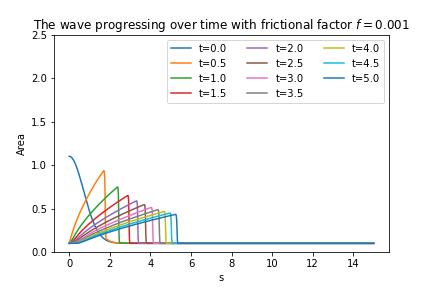 The wave progressing over time with frictional factor f = 0.001
2.5
2.0
1.5
1.0
0.5
0.0
Area
t=0.0
t=0.5
t=1.0
t=1.5
t=2.0
t=2.5
t=3.0
t=3.5
t=4.0
t=4.5
t=5.0
0 2 4 6 8 10 12 14
s